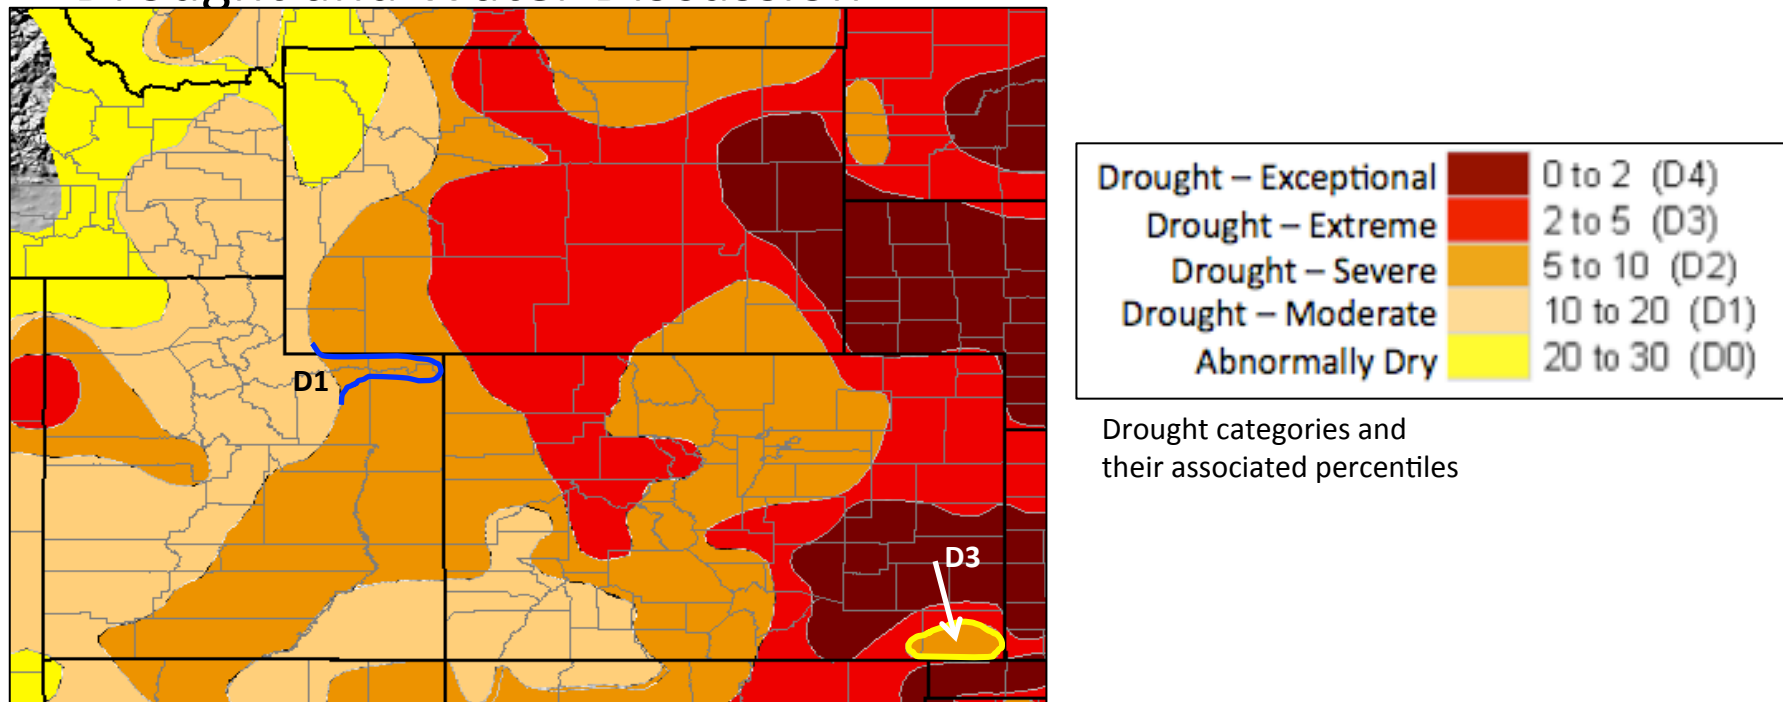 Drought – Exceptional 0 to 2 (D4)
Drought – Extreme 2 to 5 (D3)
Drought – Severe 5 to 10 (D2)
Drought – Moderate 10 to 20 (D1)
Abnormally Dry 20 to 30 (D0)
D1
Drought categories and
their associated percentiles
D3